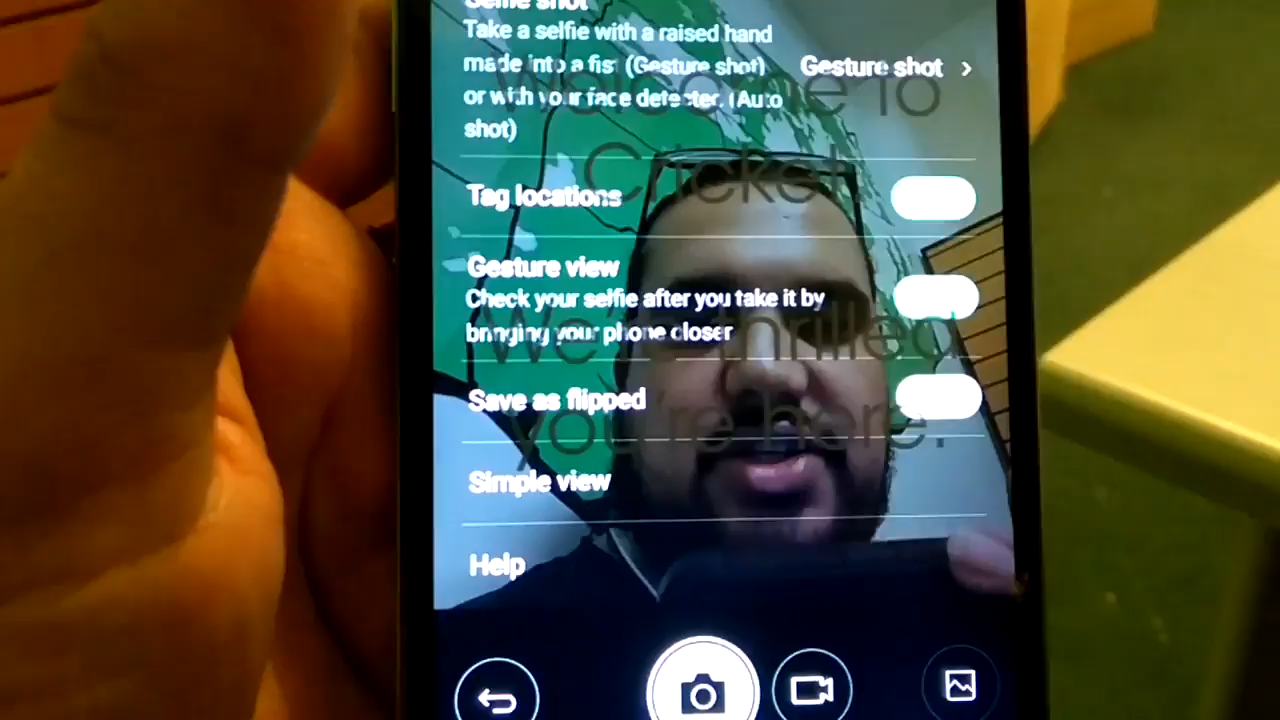 Selfie shot
Take a selfie with a raised hand
made into a fist (Gesture shot)
or with your face detected. (Auto
shot)
Gesture shot >
Welcome to
Cricket.
Tag locations
Gesture view
Check your selfie after you take it by
bringing your phone closer
We're thrilled
you're here.
Save as flipped
Simple view
Help